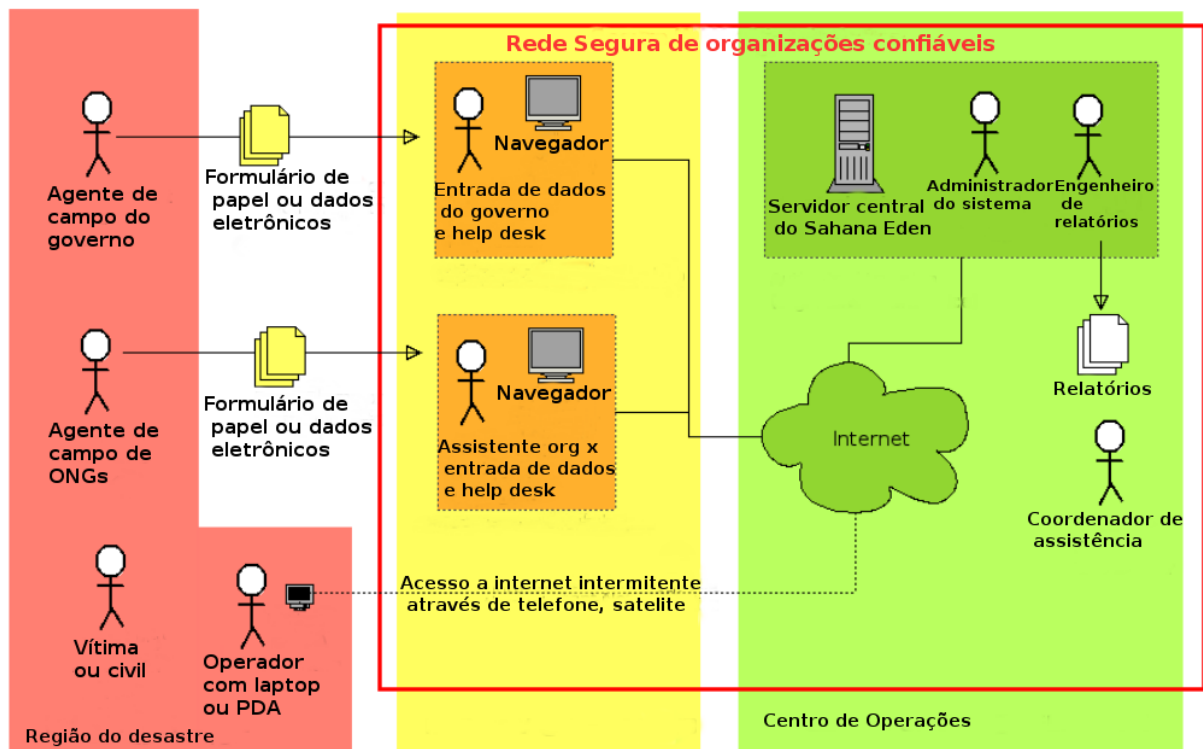 Rede Segura de organizações confiáveis
Agente de
campo do
governo
Formulário de
papel ou dados
eletrônicos
Navegador
Entrada de dados
do governo
e help desk
Servidor central
do Sahana Eden
Administrador
do sistema
Engenheiro
de
relatórios
Relatórios
Agente de
campo de
ONGs
Formulário de
papel ou dados
eletrônicos
Navegador
Assistente org x
entrada de dados
e help desk
Internet
Coordenador de
assistência
Vítima
ou civil
Operador
com laptop
ou PDA
Acesso a internet intermitente
através de telefone, satelite
Região do desastre
Centro de Operações